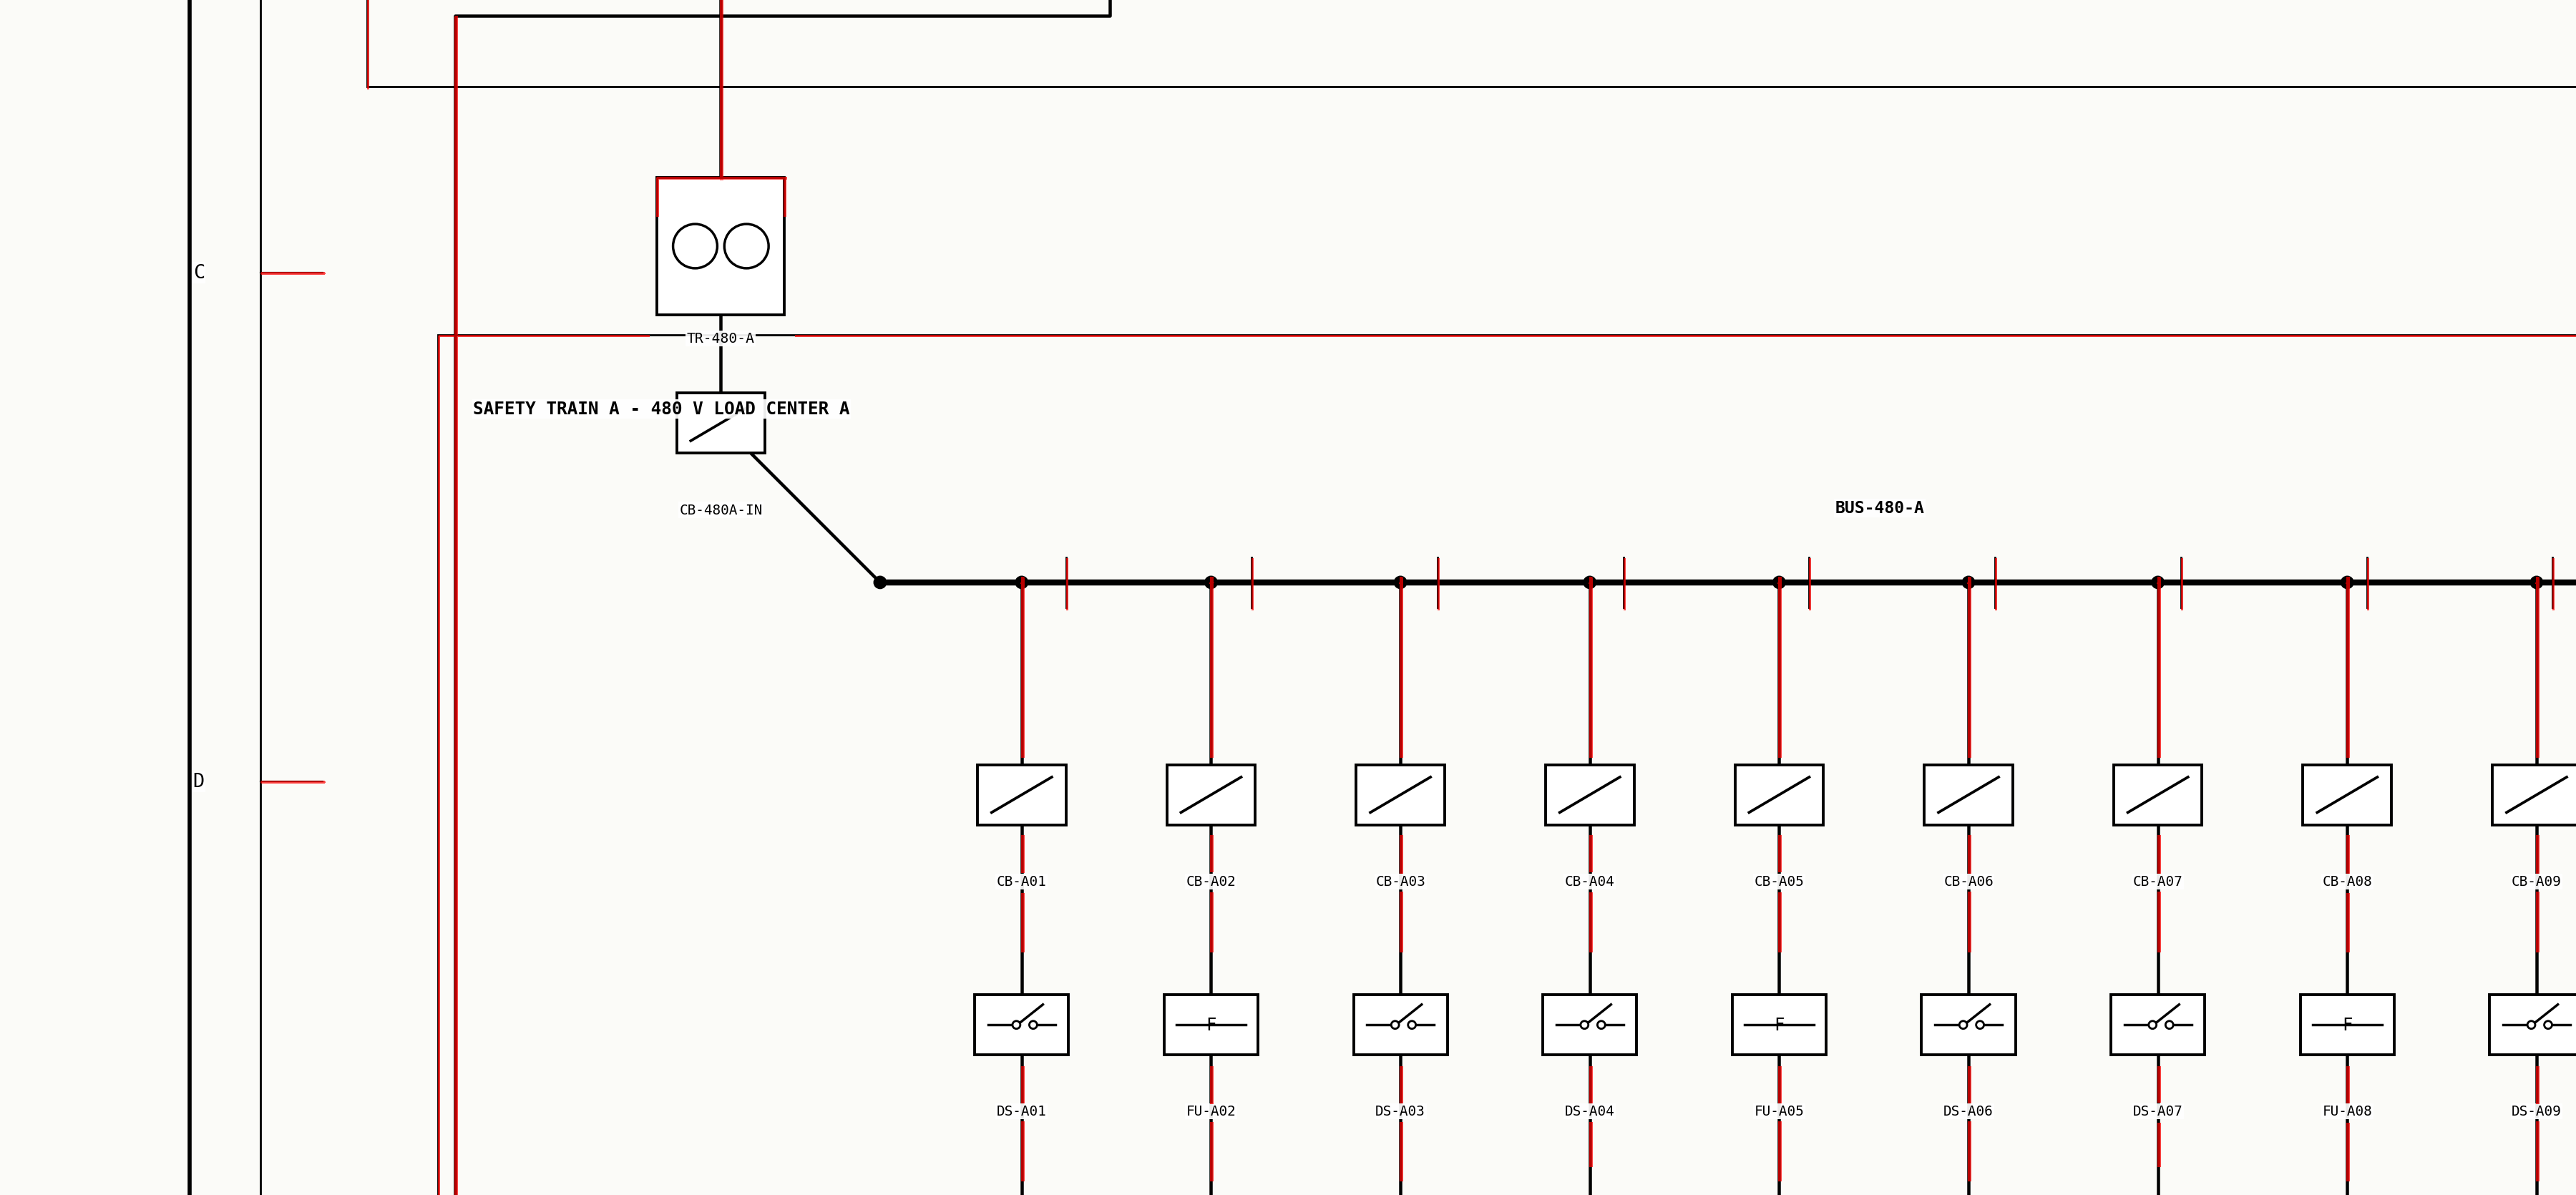 C
TR-480-A
SAFETY TRAIN A - 480 V LOAD CENTER A
CB-480A-IN
BUS-480-A
D
CB-A01 CB-A02 CB-A03 CB-A04 CB-A05 CB-A06 CB-A07 CB-A08 CB-A09
F F F
DS-A01 FU-A02 DS-A03 DS-A04 FU-A05 DS-A06 DS-A07 FU-A08 DS-A09